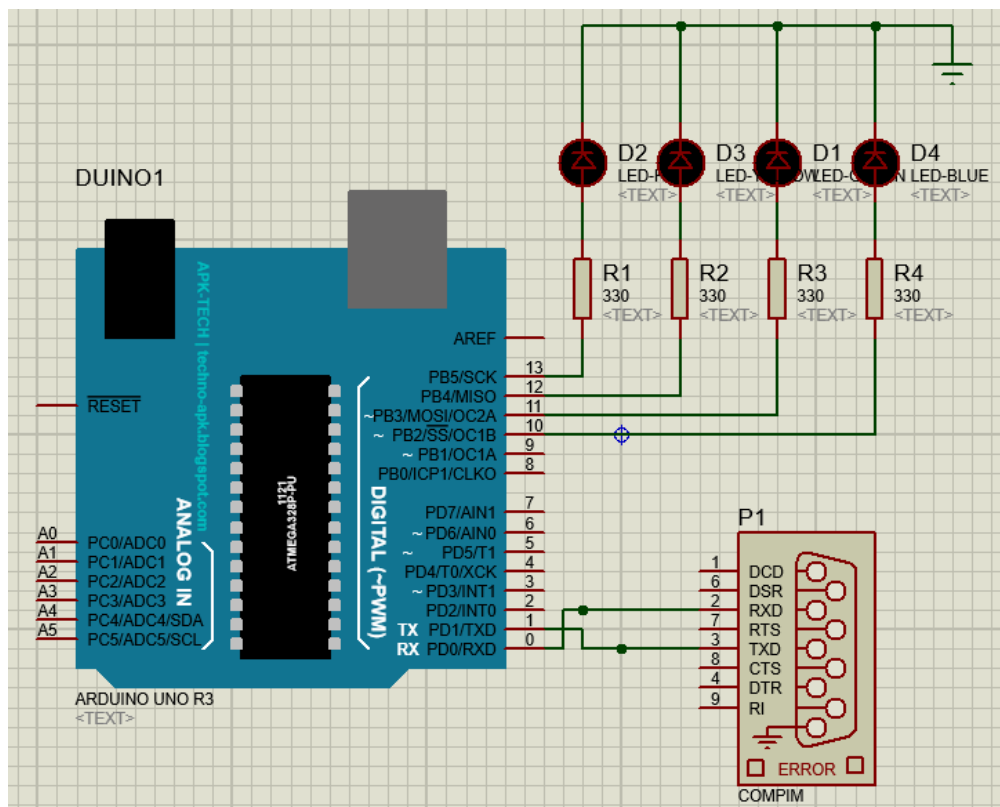 DUINO1
D2
D3
D1
D4
LED-BLUE
<TEXT>
<TEXT>
<TEXT>
<TEXT>
R1
330
<TEXT>
R2
330
<TEXT>
R3
330
<TEXT>
R4
330
<TEXT>
APK-TECH | techno-apk.blogspot.com
RESET
1121
ATMEGA328P-PU
ANALOG IN
DIGITAL (~PWM)
AREF
PB5/SCK 13
PB4/MISO 12
~PB3/MOSI/OC2A 11
~ PB2/SS/OC1B 10
~ PB1/OC1A 9
PB0/ICP1/CLKO 8
PD7/AIN1 7
~ PD6/AIN0 6
~ PD5/T1 5
PD4/T0/XCK 4
~ PD3/INT1 3
PD2/INT0 2
TX PD1/TXD 1
RX PD0/RXD 0
A0 PC0/ADC0
A1 PC1/ADC1
A2 PC2/ADC2
A3 PC3/ADC3
A4 PC4/ADC4/SDA
A5 PC5/ADC5/SCL
ARDUINO UNO R3
<TEXT>
P1
1 DCD
6 DSR
2 RXD
7 RTS
3 TXD
8 CTS
4 DTR
9 RI
ERROR
COMPIM